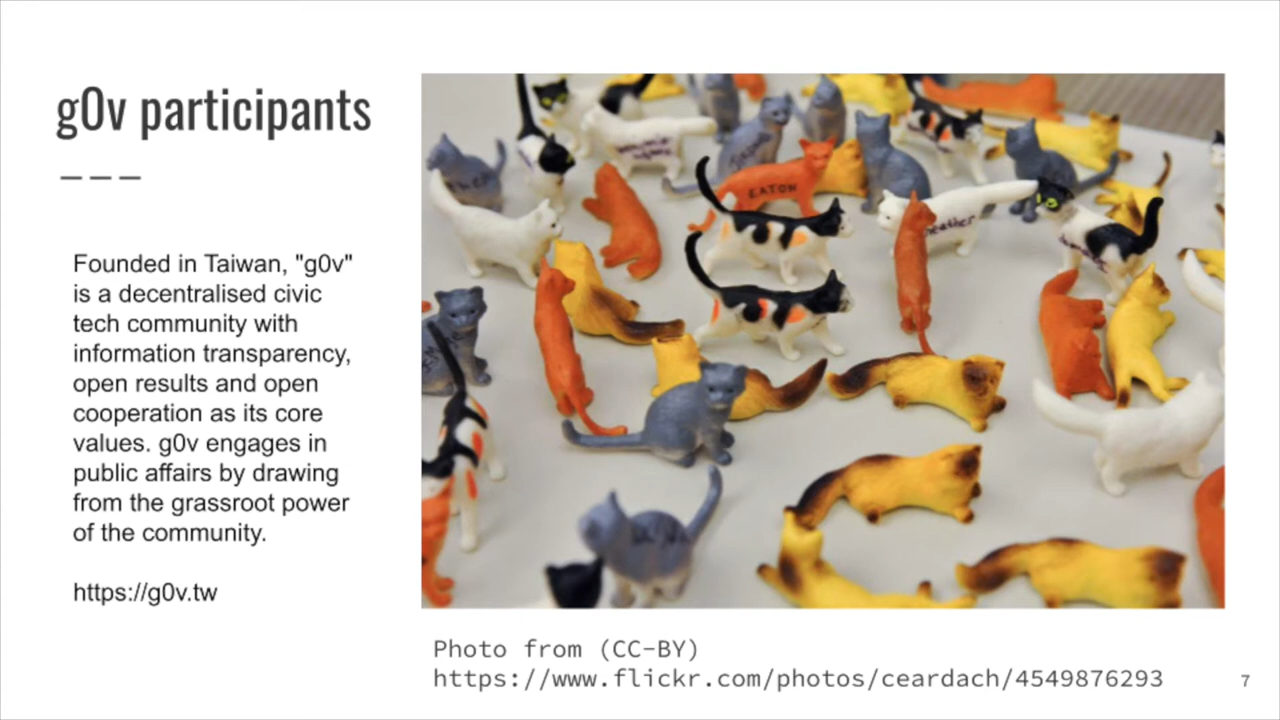 g0v participants
Founded in Taiwan, "g0v"
is a decentralised civic
tech community with
information transparency,
open results and open
cooperation as its core
values. g0v engages in
public affairs by drawing
from the grassroot power
of the community.
https://g0v.tw
EATON
heather
Photo from (CC-BY)
https://www.flickr.com/photos/ceardach/4549876293
7